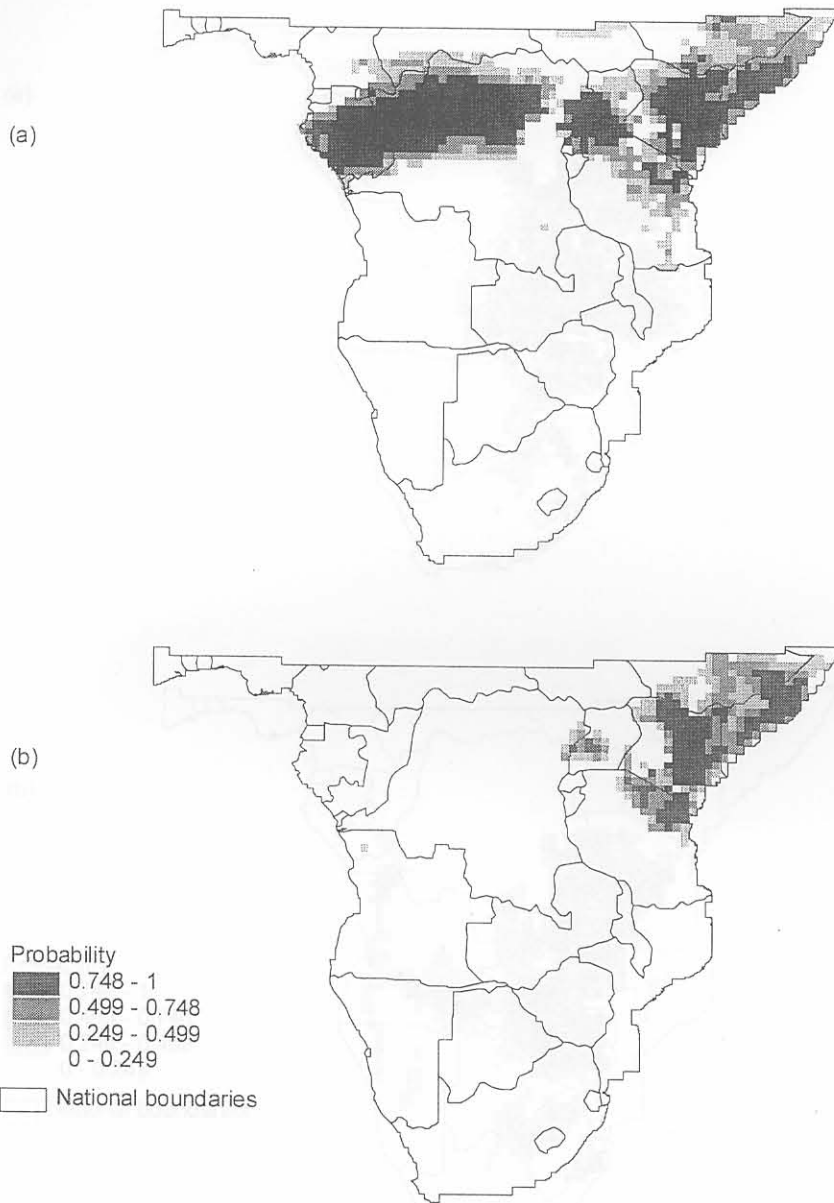 (a)
(b)
Probability
0.748 - 1
0.499 - 0.748
0.249 - 0.499
0 - 0.249
National boundaries